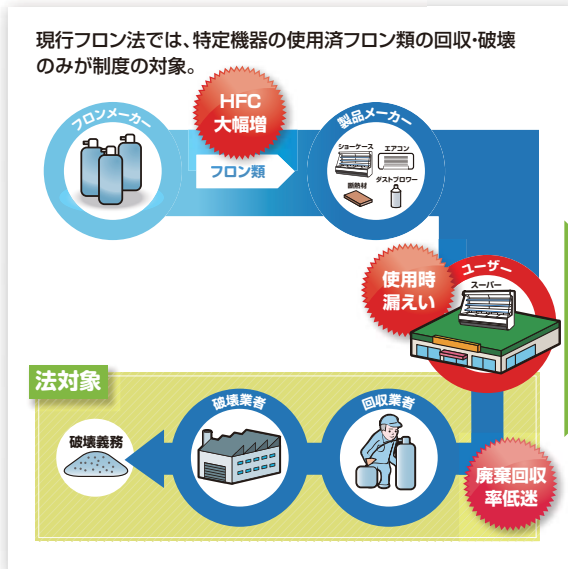 現行フロン法では、特定機器の使用済フロン類の回収・破壊
のみが制度の対象。
フロンメーカー
HFC
大幅増
フロン類
製品メーカー
ショーケース
エアコン
断熱材
ダストブロワー
使用時
漏えい
ユーザー
スーパー
法対象
破壊義務
破壊業者
回収業者
廃棄回収
率低迷